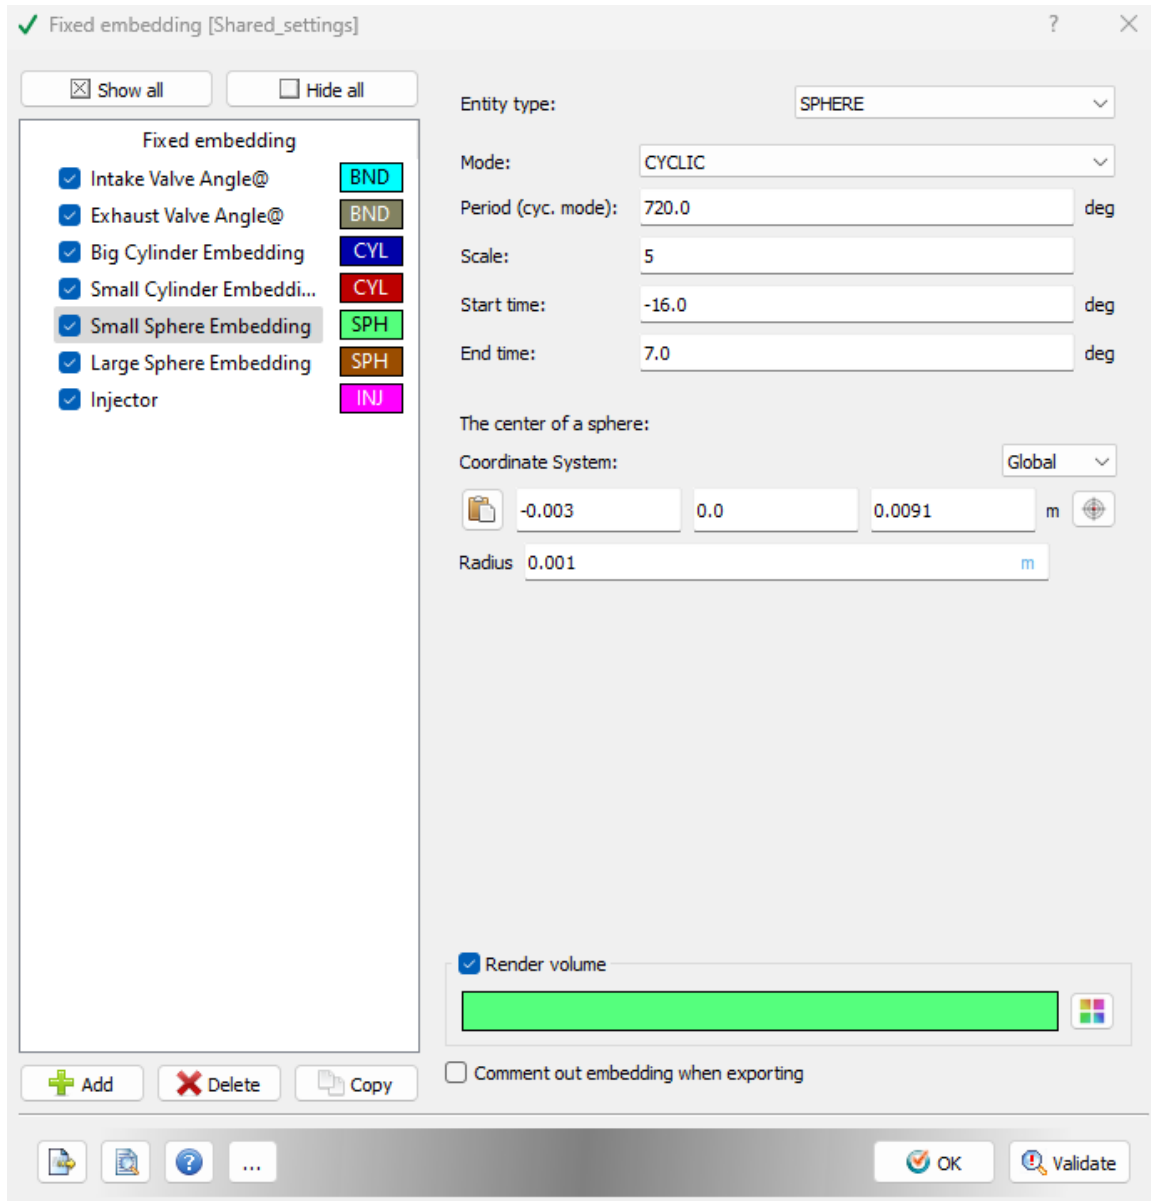 Fixed embedding [Shared_settings]
?
Show all
Hide all
Fixed embedding
Intake Valve Angle@ BND
Exhaust Valve Angle@ BND
Big Cylinder Embedding CYL
Small Cylinder Embeddi... CYL
Small Sphere Embedding SPH
Large Sphere Embedding SPH
Injector INJ
Entity type: SPHERE
Mode: CYCLIC
Period (cyc. mode): 720.0 deg
Scale: 5
Start time: -16.0 deg
End time: 7.0 deg
The center of a sphere:
Coordinate System: Global
-0.003 0.0 0.0091 m
Radius 0.001 m
Render volume
Comment out embedding when exporting
Add
Delete
Copy
?
...
OK
Validate